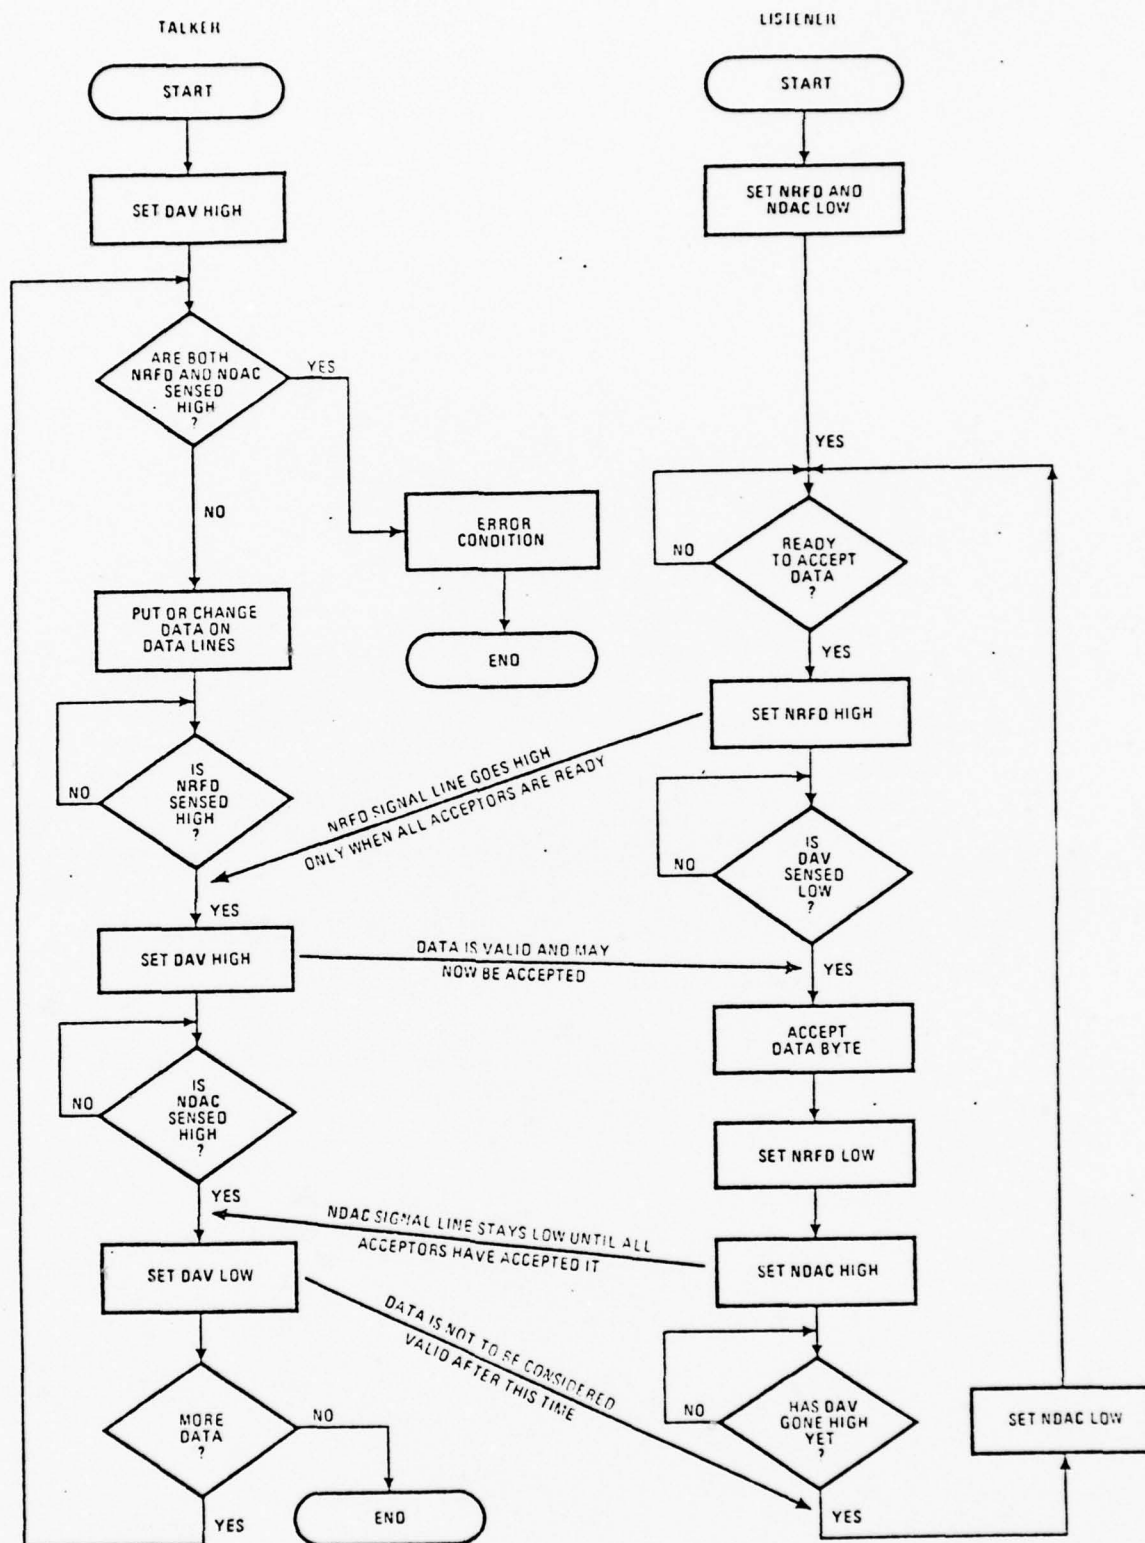 TALKER
START
SET DAV HIGH
ARE BOTH
NRFD AND NDAC
SENSED
HIGH
?
YES
NO
ERROR
CONDITION
END
PUT OR CHANGE
DATA ON
DATA LINES
IS
NRFD
SENSED
HIGH
?
NO
YES
SET DAV HIGH
IS
NDAC
SENSED
HIGH
?
NO
YES
SET DAV LOW
MORE
DATA
?
NO
END
YES
NRFD SIGNAL LINE GOES HIGH
ONLY WHEN ALL ACCEPTORS ARE READY
DATA IS VALID AND MAY
NOW BE ACCEPTED
NDAC SIGNAL LINE STAYS LOW UNTIL ALL
ACCEPTORS HAVE ACCEPTED IT
DATA IS NOT TO BE CONSIDERED
VALID AFTER THIS TIME
LISTENER
START
SET NRFD AND
NDAC LOW
YES
READY
TO ACCEPT
DATA
?
NO
YES
SET NRFD HIGH
IS
DAV
SENSED
LOW
?
NO
YES
ACCEPT
DATA BYTE
SET NRFD LOW
SET NDAC HIGH
HAS DAV
GONE HIGH
YET
?
NO
YES
SET NDAC LOW